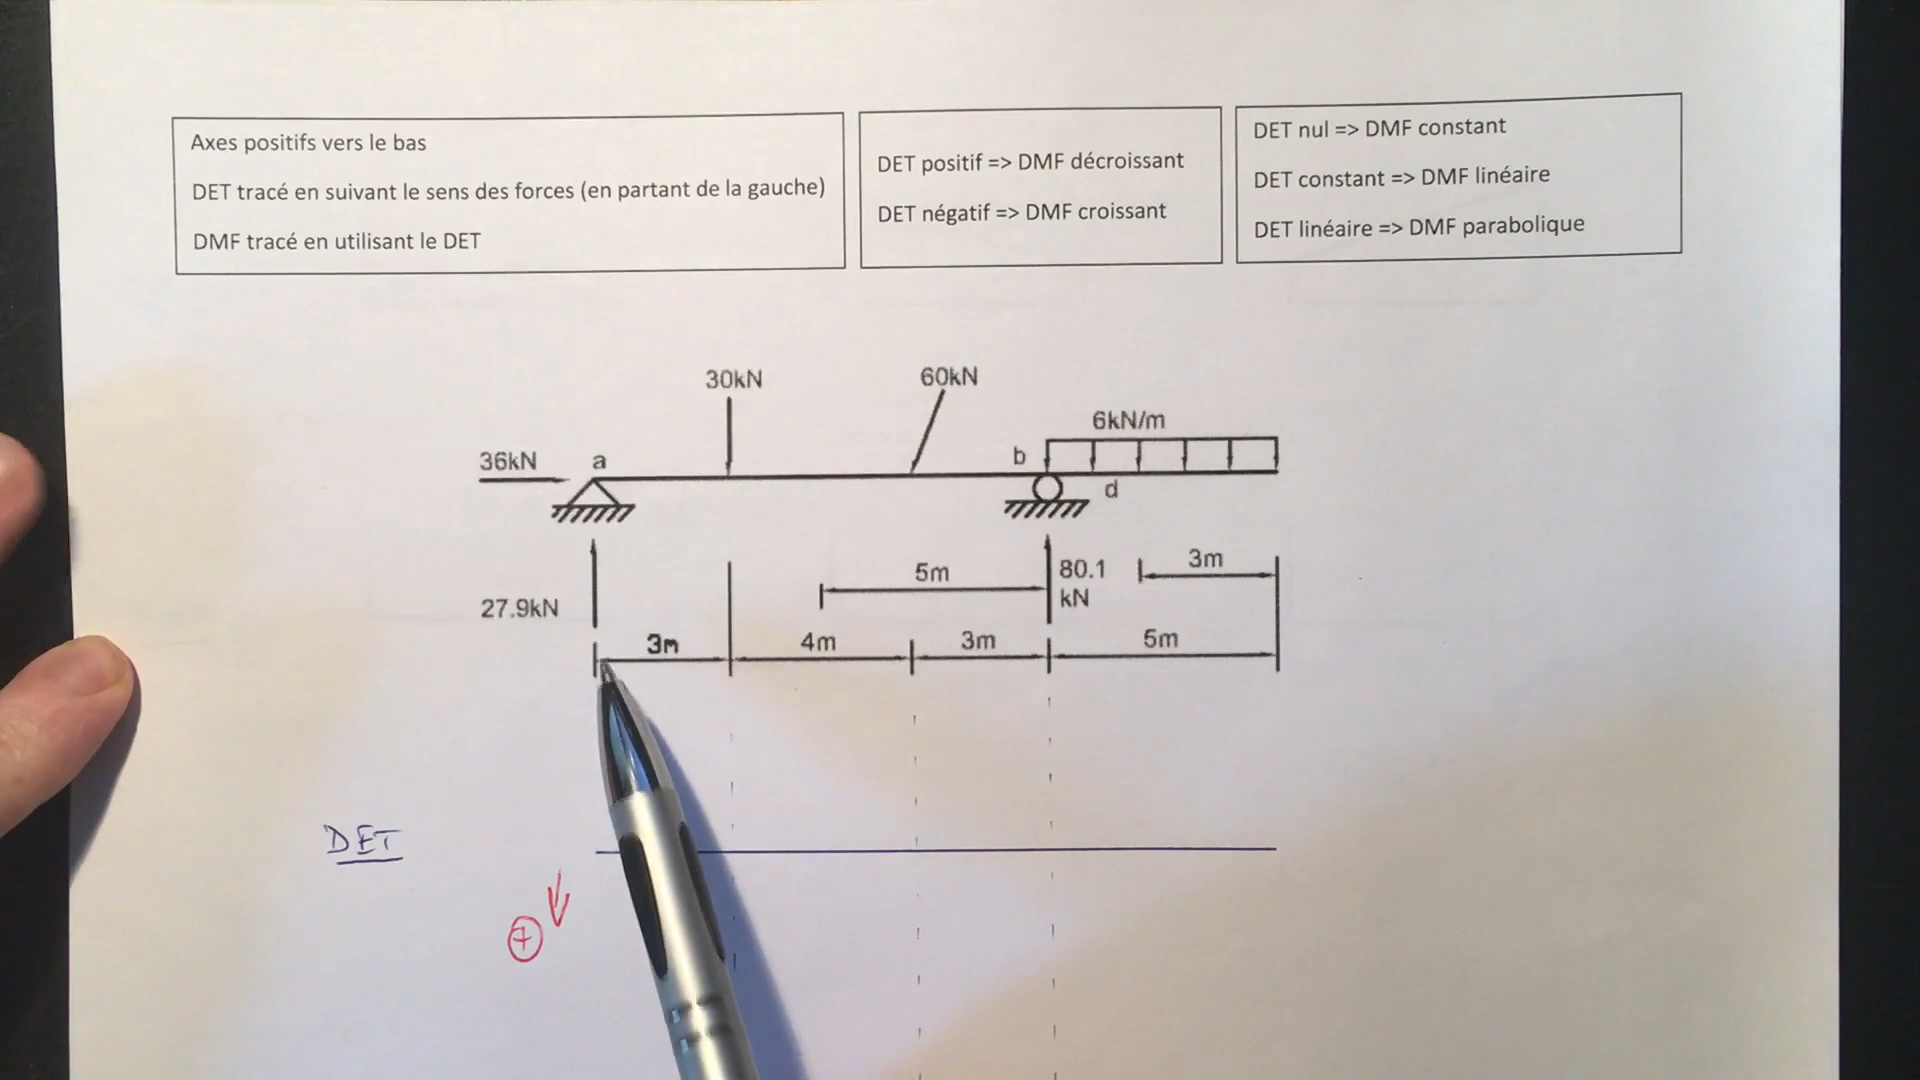 Axes positifs vers le bas
DET tracé en suivant le sens des forces (en partant de la gauche)
DMF tracé en utilisant le DET
DET positif => DMF décroissant
DET négatif => DMF croissant
DET nul => DMF constant
DET constant => DMF linéaire
DET linéaire => DMF parabolique
30kN
60kN
6kN/m
36kN
a
b
d
27.9kN
5m
80.1
kN
3m
3m
4m
3m
5m
DET
+